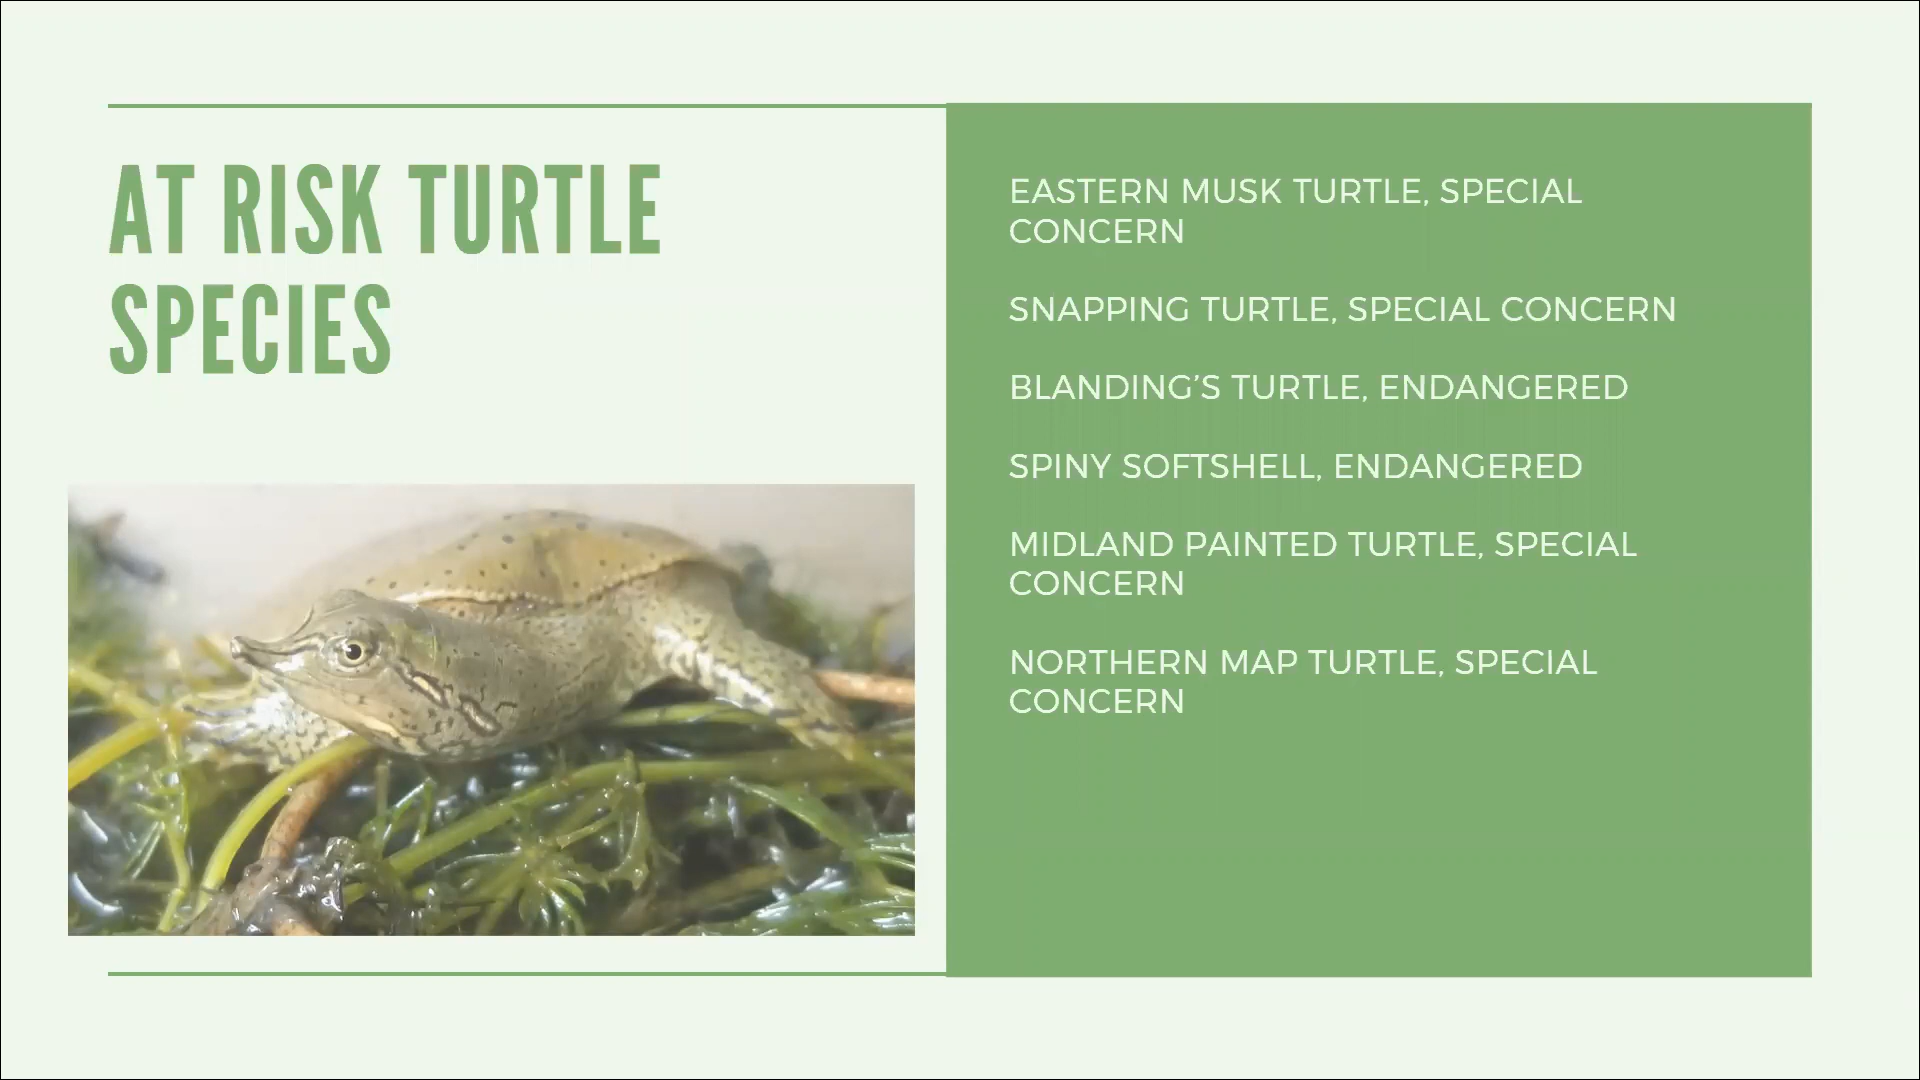 AT RISK TURTLE
SPECIES
EASTERN MUSK TURTLE, SPECIAL
CONCERN
SNAPPING TURTLE, SPECIAL CONCERN
BLANDING’S TURTLE, ENDANGERED
SPINY SOFTSHELL, ENDANGERED
MIDLAND PAINTED TURTLE, SPECIAL
CONCERN
NORTHERN MAP TURTLE, SPECIAL
CONCERN